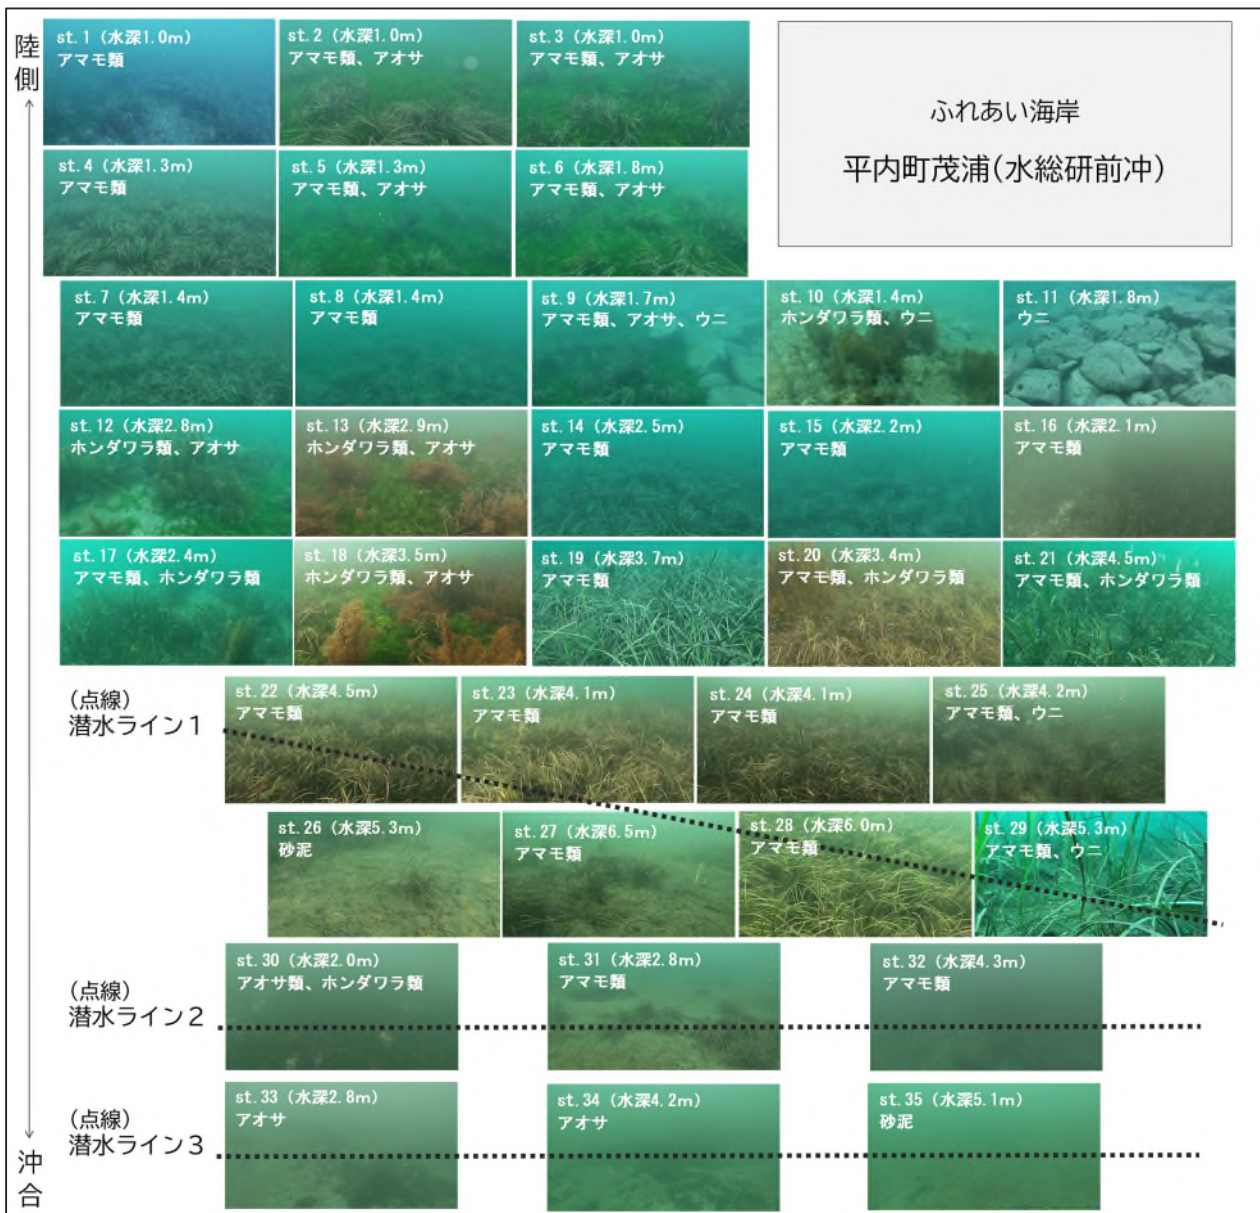 陸側
st.1 (水深1.0m)
アマモ類
st.2 (水深1.0m)
アマモ類、アオサ
st.3 (水深1.0m)
アマモ類、アオサ
ふれあい海岸
平内町茂浦(水総研前沖)
st.4 (水深1.3m)
アマモ類
st.5 (水深1.3m)
アマモ類、アオサ
st.6 (水深1.8m)
アマモ類、アオサ
st.7 (水深1.4m)
アマモ類
st.8 (水深1.4m)
アマモ類
st.9 (水深1.7m)
アマモ類、アオサ、ウニ
st.10 (水深1.4m)
ホンダワラ類、ウニ
st.11 (水深1.8m)
ウニ
st.12 (水深2.8m)
ホンダワラ類、アオサ
st.13 (水深2.9m)
ホンダワラ類、アオサ
st.14 (水深2.5m)
アマモ類
st.15 (水深2.2m)
アマモ類
st.16 (水深2.1m)
アマモ類
st.17 (水深2.4m)
アマモ類、ホンダワラ類
st.18 (水深3.5m)
ホンダワラ類、アオサ
st.19 (水深3.7m)
アマモ類
st.20 (水深3.4m)
アマモ類、ホンダワラ類
st.21 (水深4.5m)
アマモ類、ホンダワラ類
(点線)
潜水ライン1
st.22 (水深4.5m)
アマモ類
st.23 (水深4.1m)
アマモ類
st.24 (水深4.1m)
アマモ類
st.25 (水深4.2m)
アマモ類、ウニ
st.26 (水深5.3m)
砂泥
st.27 (水深6.5m)
アマモ類
st.28 (水深6.0m)
アマモ類
st.29 (水深5.3m)
アマモ類、ウニ
(点線)
潜水ライン2
st.30 (水深2.0m)
アオサ類、ホンダワラ類
st.31 (水深2.8m)
アマモ類
st.32 (水深4.3m)
アマモ類
(点線)
潜水ライン3
st.33 (水深2.8m)
アオサ
st.34 (水深4.2m)
アオサ
st.35 (水深5.1m)
砂泥
沖合